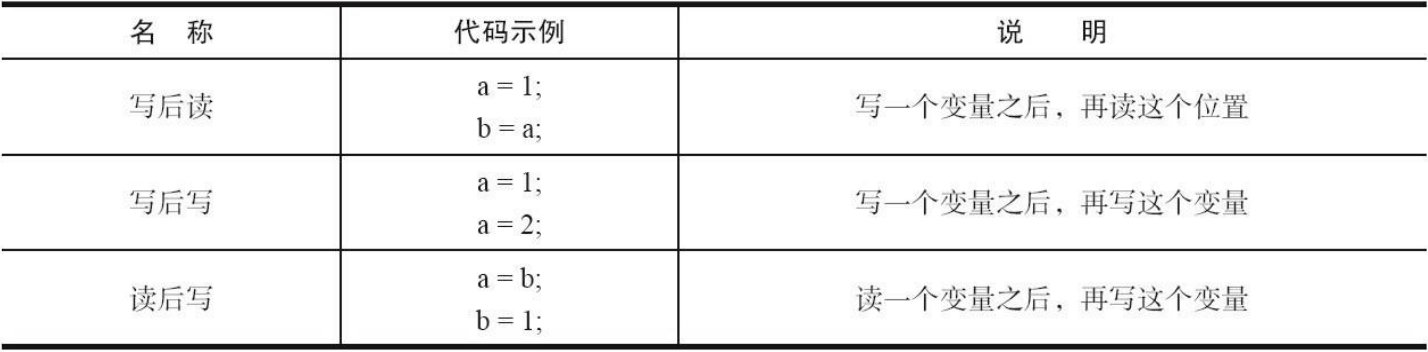 名 称 代码示例 说 明
写后读 a = 1; 写一个变量之后，再读这个位置
b = a;
写后写 a = 1; 写一个变量之后，再写这个变量
a = 2;
读后写 a = b; 读一个变量之后，再写这个变量
b = 1;